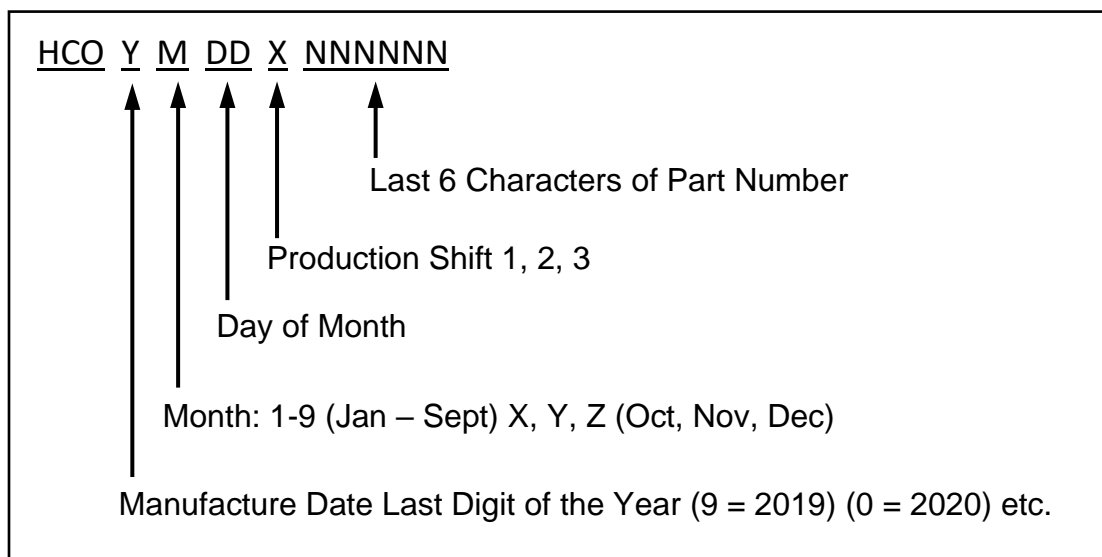 HCO Y M DD X NNNNNN
Last 6 Characters of Part Number
Production Shift 1, 2, 3
Day of Month
Month: 1-9 (Jan – Sept) X, Y, Z (Oct, Nov, Dec)
Manufacture Date Last Digit of the Year (9 = 2019) (0 = 2020) etc.